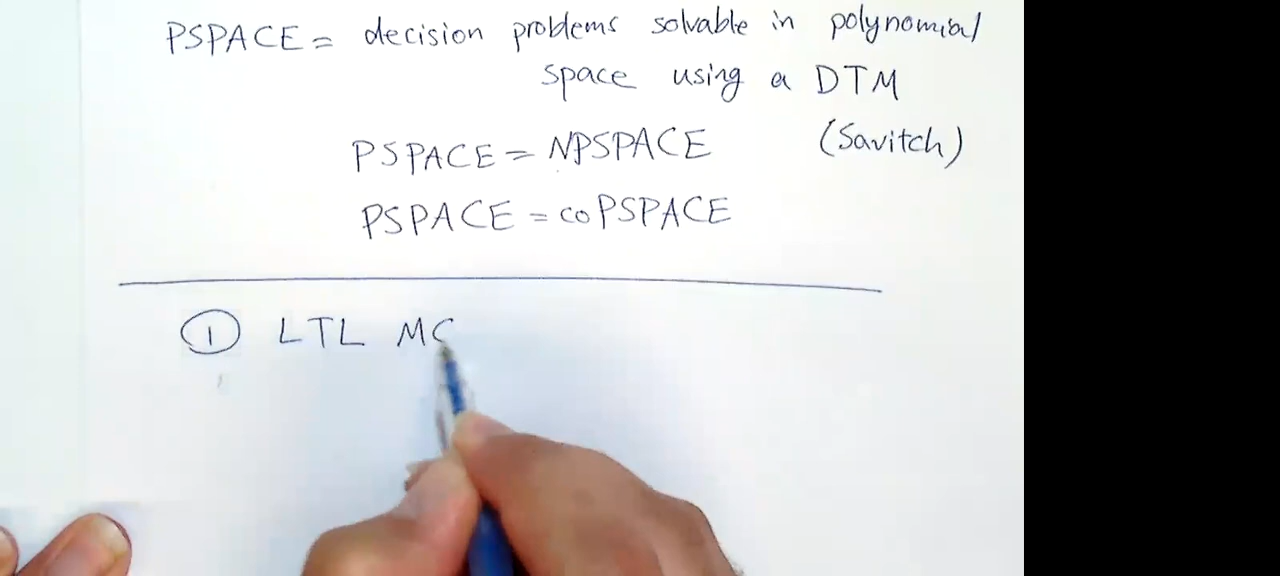 PSPACE = decision problems solvable in polynomial
space using a DTM
PSPACE = NPSPACE (Savitch)
PSPACE = coPSPACE
① LTL MC